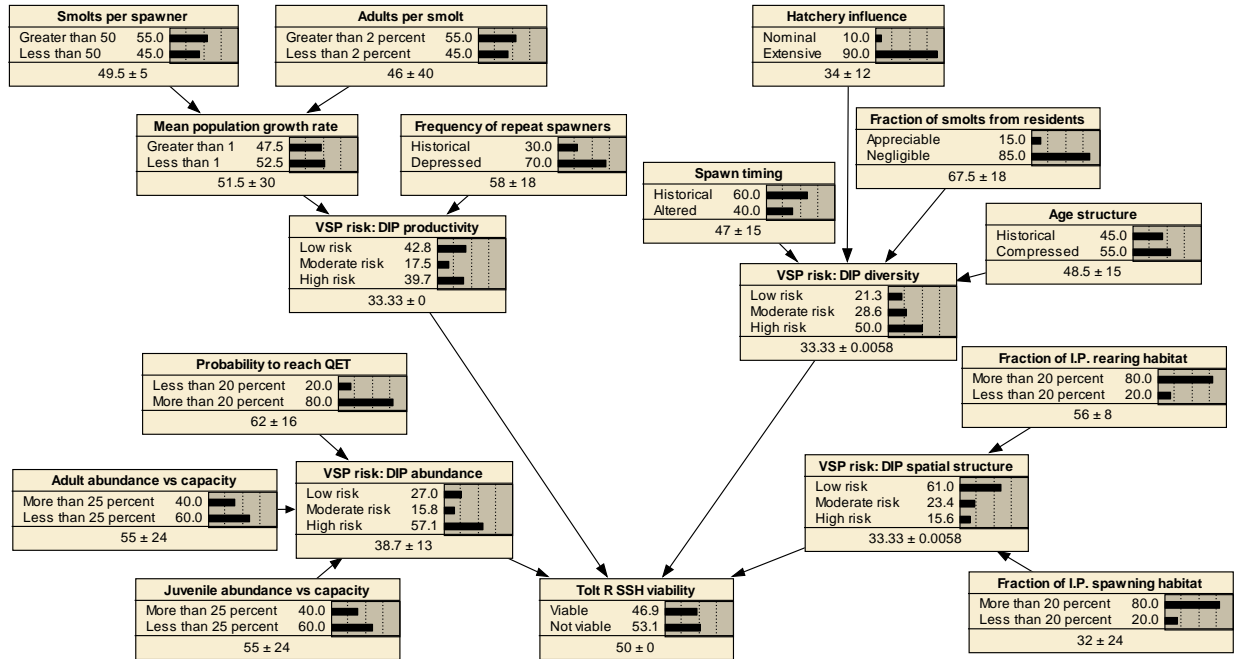 Smolts per spawner
Greater than 50 55.0
Less than 50 45.0
49.5 ± 5
Adults per smolt
Greater than 2 percent 55.0
Less than 2 percent 45.0
46 ± 40
Hatchery influence
Nominal 10.0
Extensive 90.0
34 ± 12
Mean population growth rate
Greater than 1 47.5
Less than 1 52.5
51.5 ± 30
Frequency of repeat spawners
Historical 30.0
Depressed 70.0
58 ± 18
Fraction of smolts from residents
Appreciable 15.0
Negligible 85.0
67.5 ± 18
Spawn timing
Historical 60.0
Altered 40.0
47 ± 15
Age structure
Historical 45.0
Compressed 55.0
48.5 ± 15
VSP risk: DIP productivity
Low risk 42.8
Moderate risk 17.5
High risk 39.7
33.33 ± 0
VSP risk: DIP diversity
Low risk 21.3
Moderate risk 28.6
High risk 50.0
33.33 ± 0.0058
Probability to reach QET
Less than 20 percent 20.0
More than 20 percent 80.0
62 ± 16
Fraction of I.P. rearing habitat
More than 20 percent 80.0
Less than 20 percent 20.0
56 ± 8
Adult abundance vs capacity
More than 25 percent 40.0
Less than 25 percent 60.0
55 ± 24
VSP risk: DIP abundance
Low risk 27.0
Moderate risk 15.8
High risk 57.1
38.7 ± 13
VSP risk: DIP spatial structure
Low risk 61.0
Moderate risk 23.4
High risk 15.6
33.33 ± 0.0058
Juvenile abundance vs capacity
More than 25 percent 40.0
Less than 25 percent 60.0
55 ± 24
Tolt R SSH viability
Viable 46.9
Not viable 53.1
50 ± 0
Fraction of I.P. spawning habitat
More than 20 percent 80.0
Less than 20 percent 20.0
32 ± 24